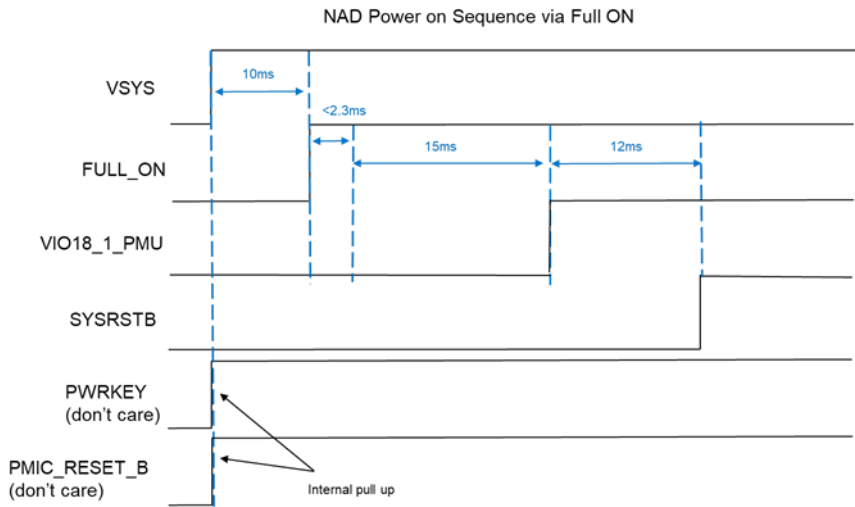 NAD Power on Sequence via Full ON
VSYS
10ms
<2.3ms
FULL_ON
15ms
12ms
VIO18_1_PMU
SYSRSTB
PWRKEY
(don't care)
PMIC_RESET_B
(don't care)
Internal pull up